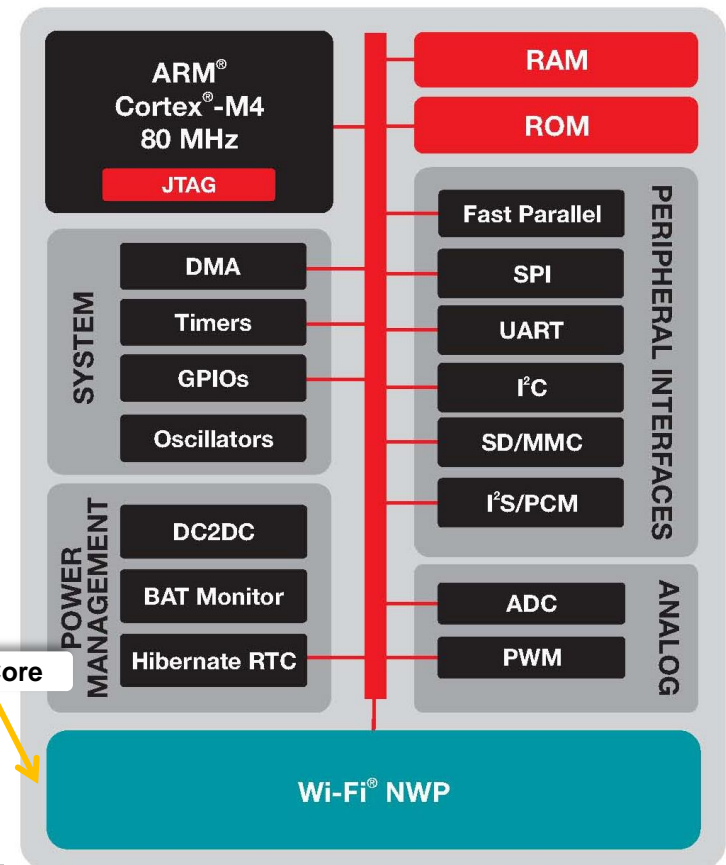 ARM®
Cortex®-M4
80 MHz
JTAG
RAM
ROM
SYSTEM
DMA
Timers
GPIOs
Oscillators
PERIPHERAL INTERFACES
Fast Parallel
SPI
UART
I²C
SD/MMC
I²S/PCM
POWER
MANAGEMENT
DC2DC
BAT Monitor
Hibernate RTC
ANALOG
ADC
PWM
Wi-Fi® NWP